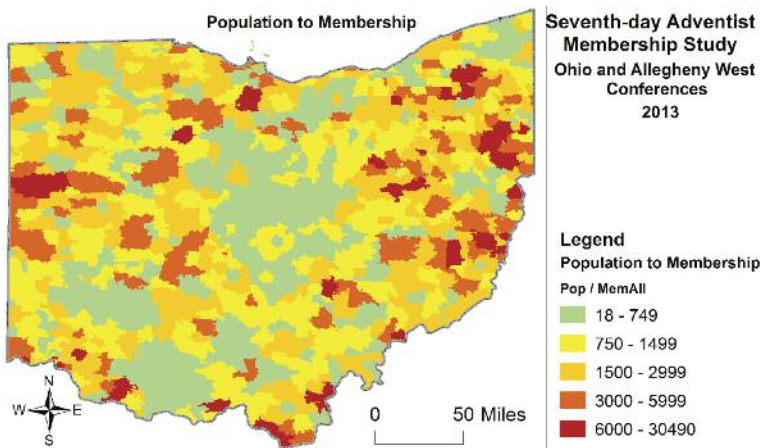 Population to Membership
Seventh-day Adventist
Membership Study
Ohio and Allegheny West
Conferences
2013
Legend
Population to Membership
Pop / MemAll
18 - 749
750 - 1499
1500 - 2999
3000 - 5999
6000 - 30490
N
W E
S
0 50 Miles